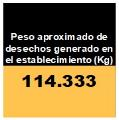 Peso aproximado de
desechos generado en
el establecimiento (Kg)
114.333